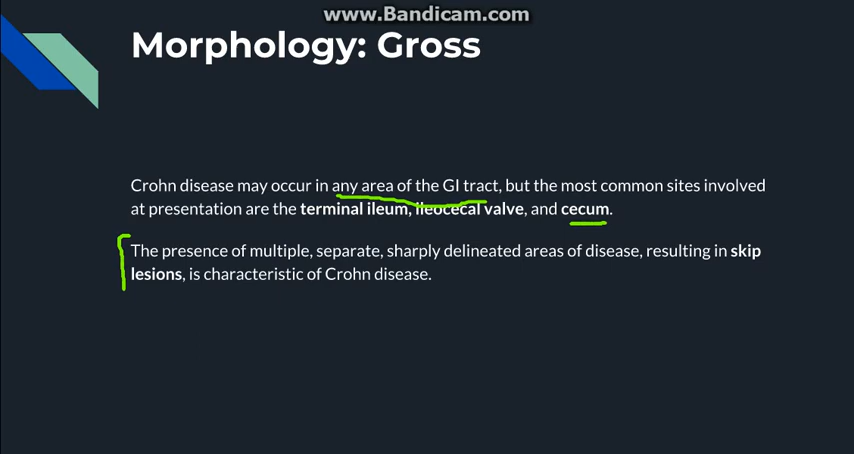 www.Bandicam.com
Morphology: Gross
Crohn disease may occur in any area of the GI tract, but the most common sites involved
at presentation are the terminal ileum, ileocecal valve, and cecum.
The presence of multiple, separate, sharply delineated areas of disease, resulting in skip
lesions, is characteristic of Crohn disease.